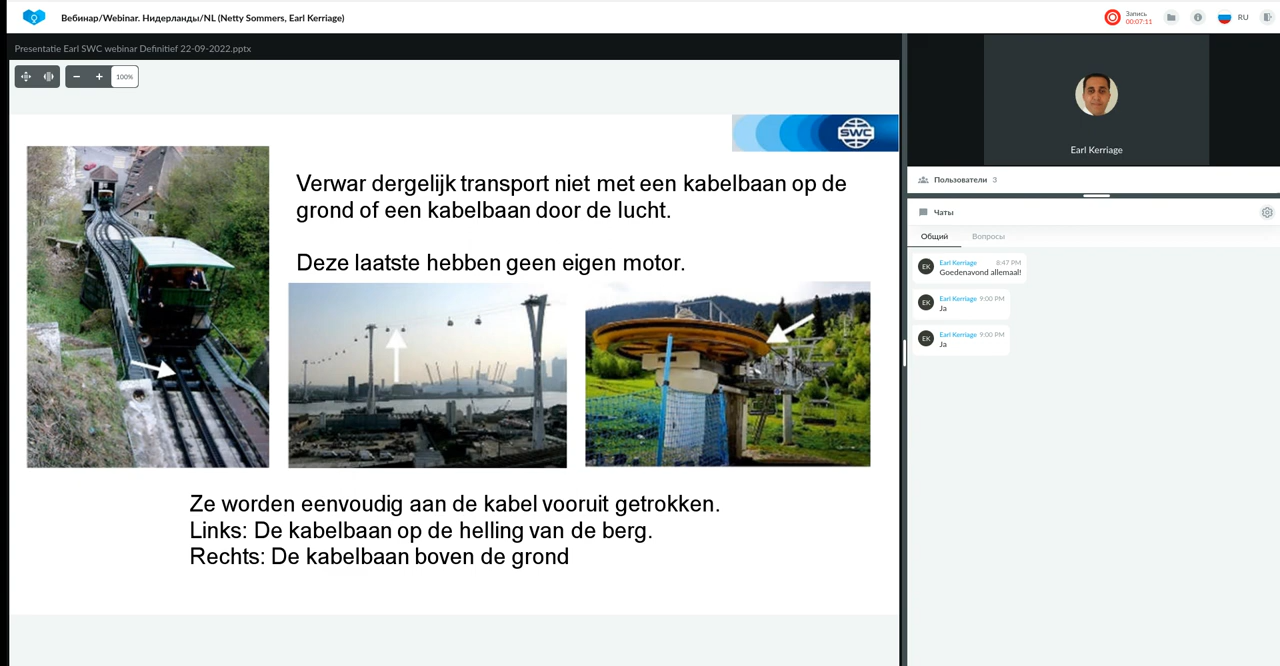 Вебинар/Webinar. Нидерланды/NL (Netty Sommers, Earl Kerriage)
Запись
00:07:11
RU
Presentatie Earl SWC webinar Definitief 22-09-2022.pptx
100%
SWC
Verwar dergelijk transport niet met een kabelbaan op de
grond of een kabelbaan door de lucht.
Deze laatste hebben geen eigen motor.
Ze worden eenvoudig aan de kabel vooruit getrokken.
Links: De kabelbaan op de helling van de berg.
Rechts: De kabelbaan boven de grond
Earl Kerriage
Пользователи 3
Чаты
Общий Вопросы
EK Earl Kerriage 8:47 PM
Goedenavond allemaal!
EK Earl Kerriage 9:00 PM
Ja
EK Earl Kerriage 9:00 PM
Ja